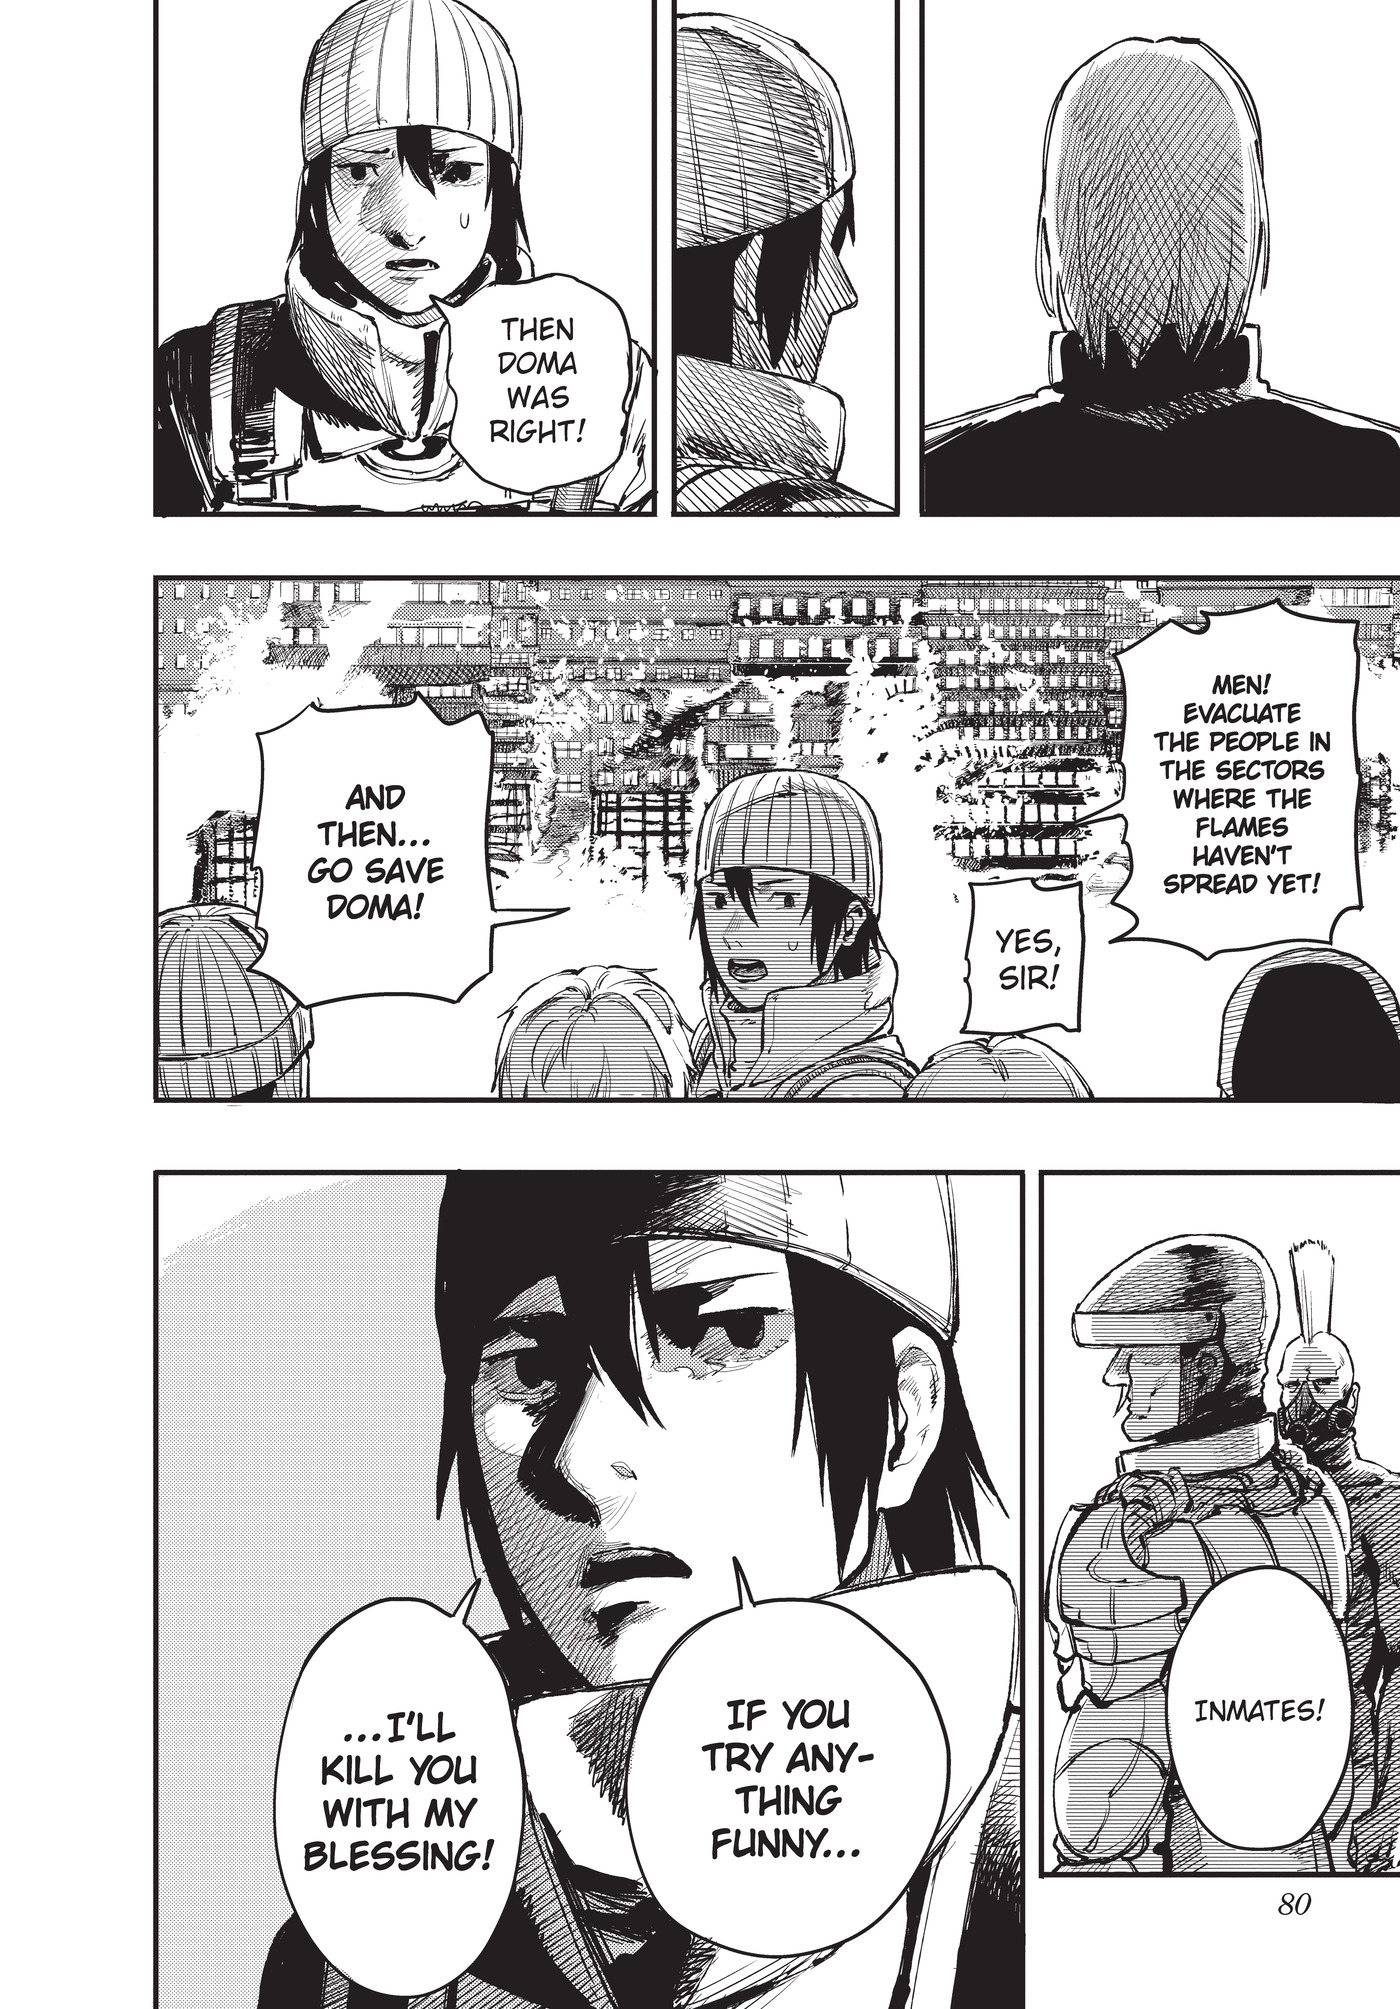 THEN
DOMA
WAS
RIGHT!
MEN!
EVACUATE
THE PEOPLE IN
THE SECTORS
WHERE THE
FLAMES
HAVEN'T
SPREAD YET!
YES,
SIR!
AND
THEN...
GO SAVE
DOMA!
INMATES!
IF YOU
TRY ANY-
THING
FUNNY...
...I'LL
KILL YOU
WITH MY
BLESSING!
80